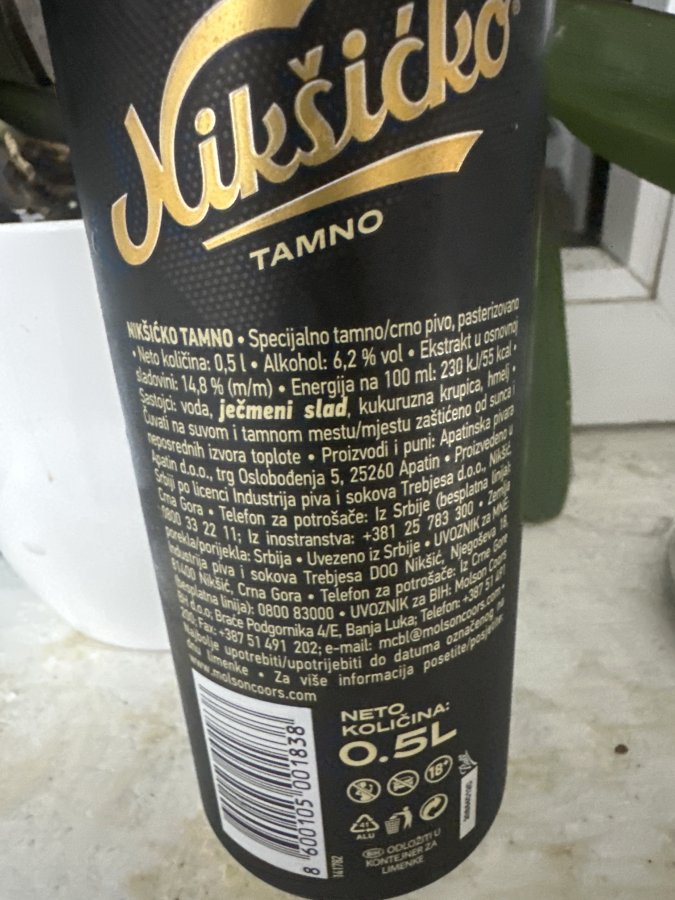 Nikšićko
TAMNO
NIKŠIĆKO TAMNO • Specijalno tamno/crno pivo, pasterizovano
• Neto količina: 0,5 l • Alkohol: 6,2 % vol • Ekstrakt u osnovnoj
sladovini: 14,8 % (m/m) • Energija na 100 ml: 230 kJ/55 kcal •
Sastojci: voda, ječmeni slad, kukuruzna krupica, hmelj •
Čuvati na suvom i tamnom mestu/mjestu zaštićeno od sunca i
neposrednih izvora toplote • Proizvodi i puni: Apatinska pivara
Apatin d.o.o., trg Oslobođenja 5, 25260 Apatin • Proizvedeno u
Srbiji po licenci Industrija piva i sokova Trebjesa d.o.o., Nikšić,
Crna Gora • Telefon za potrošače: Iz Srbije (besplatna linija):
0800 33 22 11; Iz inostranstva: +381 25 783 300 • Zemlja
porekla/porijekla: Srbija • Uvezeno iz Srbije • UVOZNIK za MNE:
Industrija piva i sokova Trebjesa DOO Nikšić, Njegoševa 18,
81400 Nikšić, Crna Gora • Telefon za potrošače: Iz Crne Gore
(besplatna linija): 0800 83000 • UVOZNIK za BIH: Molson Coors
BH d.o.o; Braće Podgornika 4/E, Banja Luka; Telefon: +387 51 491
200; Fax: +387 51 491 202; e-mail: mcbl@molsoncoors.com •
Najbolje upotrebiti/upotrijebiti do datuma označenog na
dnu limenke • Za više informacija posetite/posjetite
www.molsoncoors.com
NETO
KOLIČINA:
0.5L
18+
8 600105 001838
141782
41
ALU
ODLOŽITI U
KONTEJNER ZA
LIMENKE